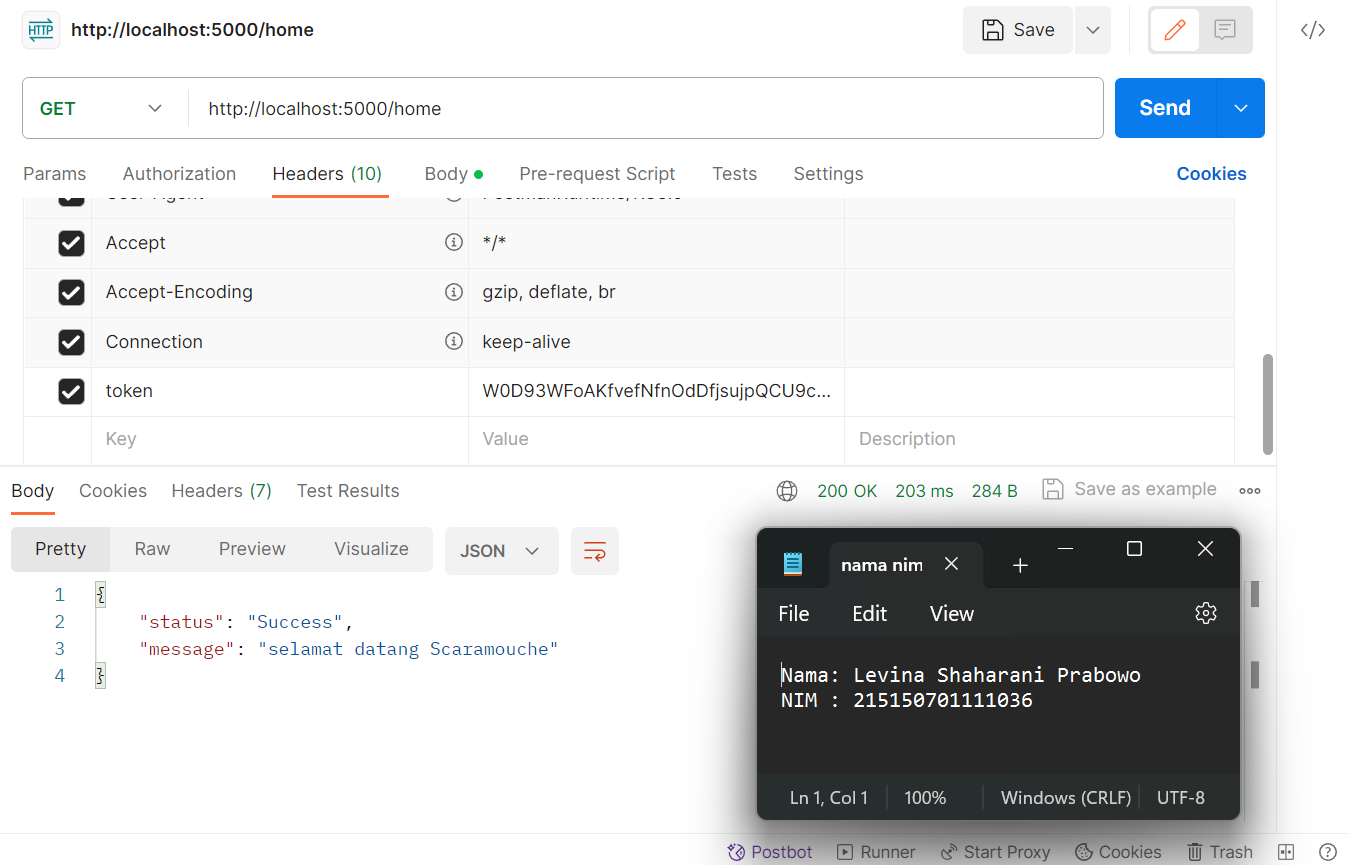 HTTP http://localhost:5000/home Save
GET http://localhost:5000/home Send
Params Authorization Headers (10) Body Pre-request Script Tests Settings Cookies
Accept */*
Accept-Encoding gzip, deflate, br
Connection keep-alive
token W0D93WFoAKfvefNfnOdDfjsujpQCU9c...
Key Value Description
Body Cookies Headers (7) Test Results 200 OK 203 ms 284 B Save as example
Pretty Raw Preview Visualize JSON
1 {
2 "status": "Success",
3 "message": "selamat datang Scaramouche"
4 }
nama nim
File Edit View
Nama: Levina Shaharani Prabowo
NIM : 215150701111036
Ln 1, Col 1 100% Windows (CRLF) UTF-8
Postbot Runner Start Proxy Cookies Trash